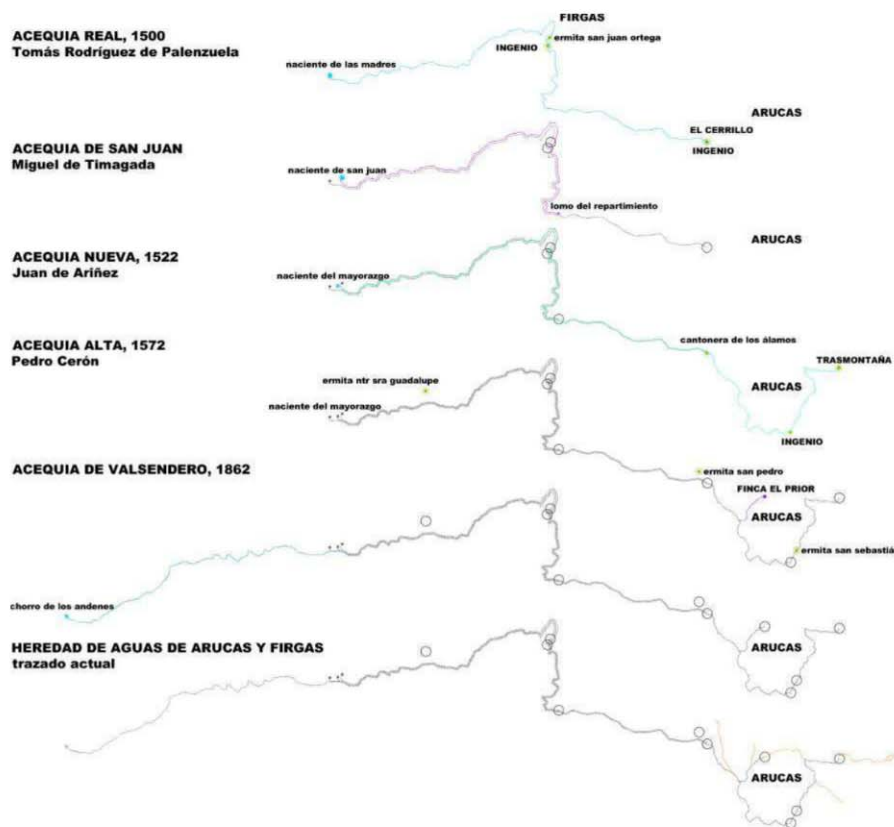 FIRGAS
ACEQUIA REAL, 1500
Tomás Rodríguez de Palenzuela
ermita san juan ortega
INGENIO
naciente de las madres
ARUCAS
EL CERRILLO
INGENIO
ACEQUIA DE SAN JUAN
Miguel de Timagada
naciente de san juan
lomo del repartimiento
ARUCAS
ACEQUIA NUEVA, 1522
Juan de Aríñez
naciente del mayorazgo
cantonera de los álamos
TRASMONTAÑA
ARUCAS
INGENIO
ACEQUIA ALTA, 1572
Pedro Cerón
ermita ntr sra guadalupe
naciente del mayorazgo
ermita san pedro
FINCA EL PRIOR
ARUCAS
ermita san sebastiá
ACEQUIA DE VALSENDERO, 1862
chorro de los andenes
ARUCAS
HEREDAD DE AGUAS DE ARUCAS Y FIRGAS
trazado actual
ARUCAS